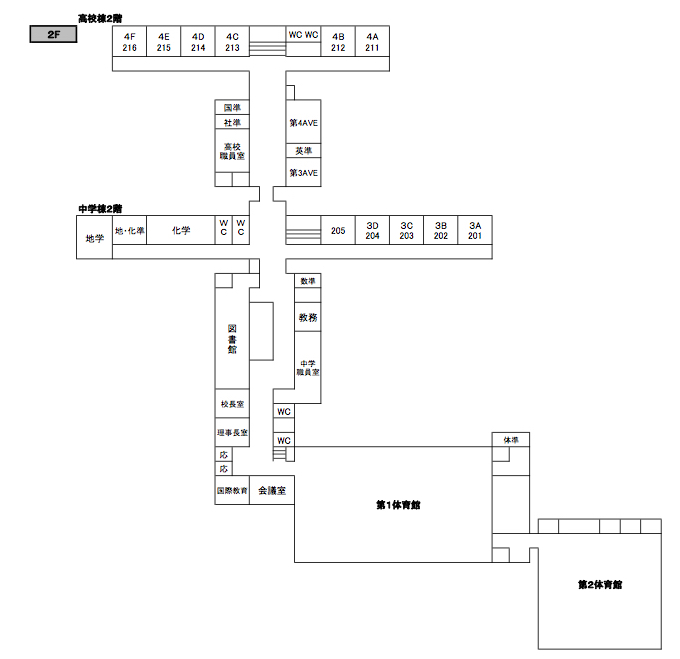 高校棟2階
2F
4F 4E 4D 4C WC WC 4B 4A
216 215 214 213 212 211
国準
社準
第4AVE
高校
職員室
英準
第3AVE
中学棟2階
地学
地・化準
化学
W
C
W
C
205
3D 3C 3B 3A
204 203 202 201
数準
教務
図
書
館
中学
職員室
校長室
WC
理事長室
WC
体準
応
応
国際教育
会議室
第1体育館
第2体育館